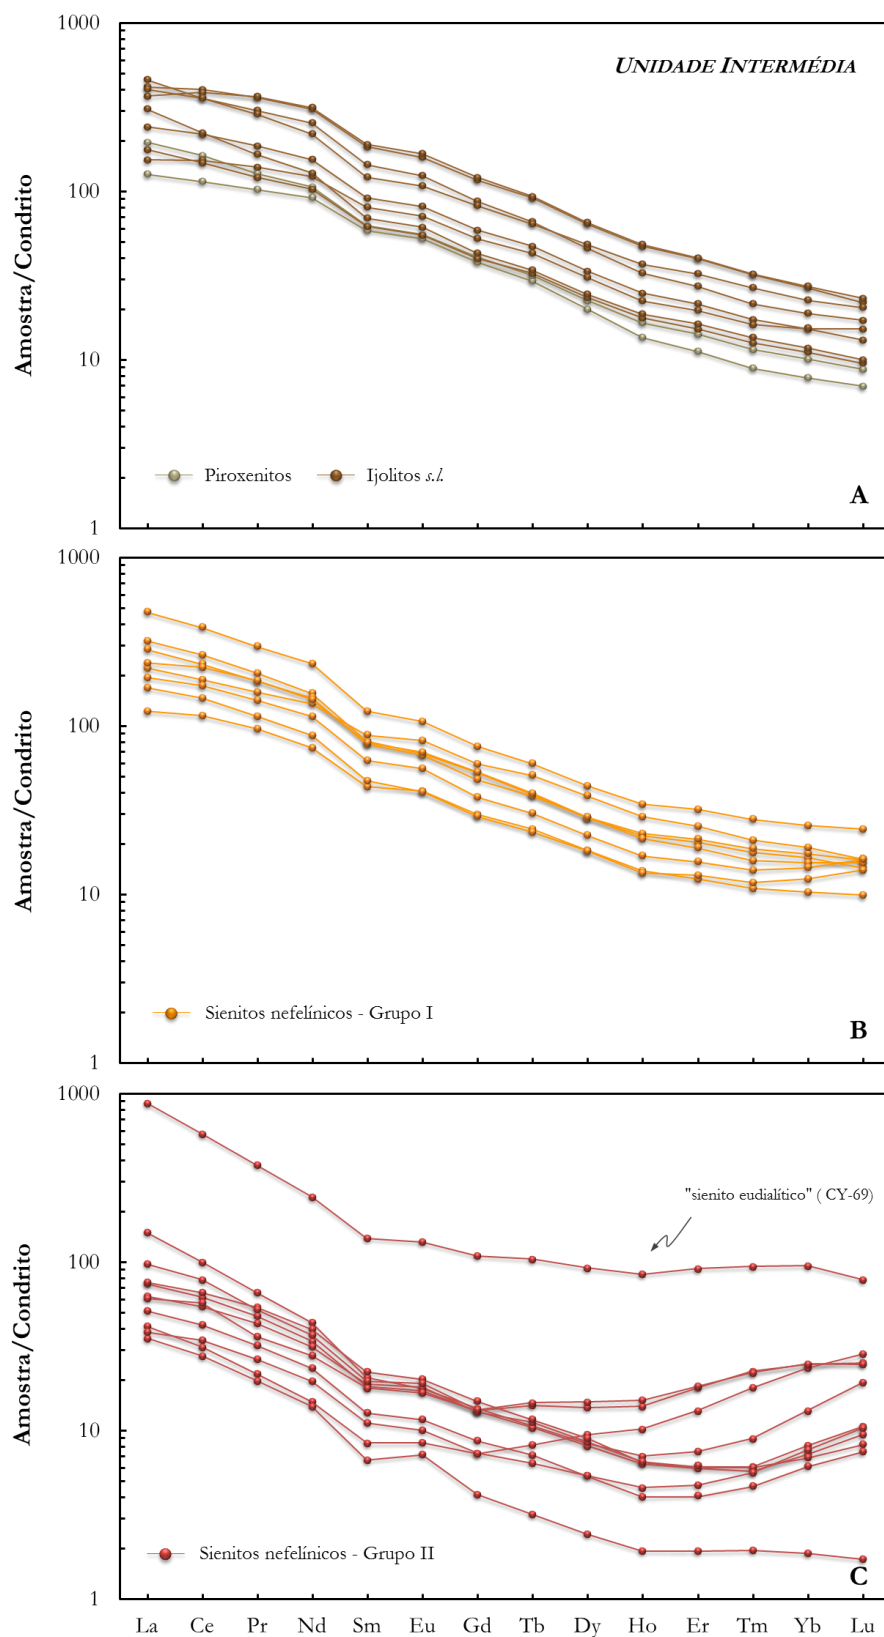 1000
UNIDADE INTERMÉDIA
100
Amostra/Condrito
10
Piroxenitos
Ijolitos s.l.
A
1
1000
100
Amostra/Condrito
10
Sienitos nefelínicos - Grupo I
B
1
1000
"sienito eudialítico" ( CY-69)
100
Amostra/Condrito
10
Sienitos nefelínicos - Grupo II
C
1
La Ce Pr Nd Sm Eu Gd Tb Dy Ho Er Tm Yb Lu